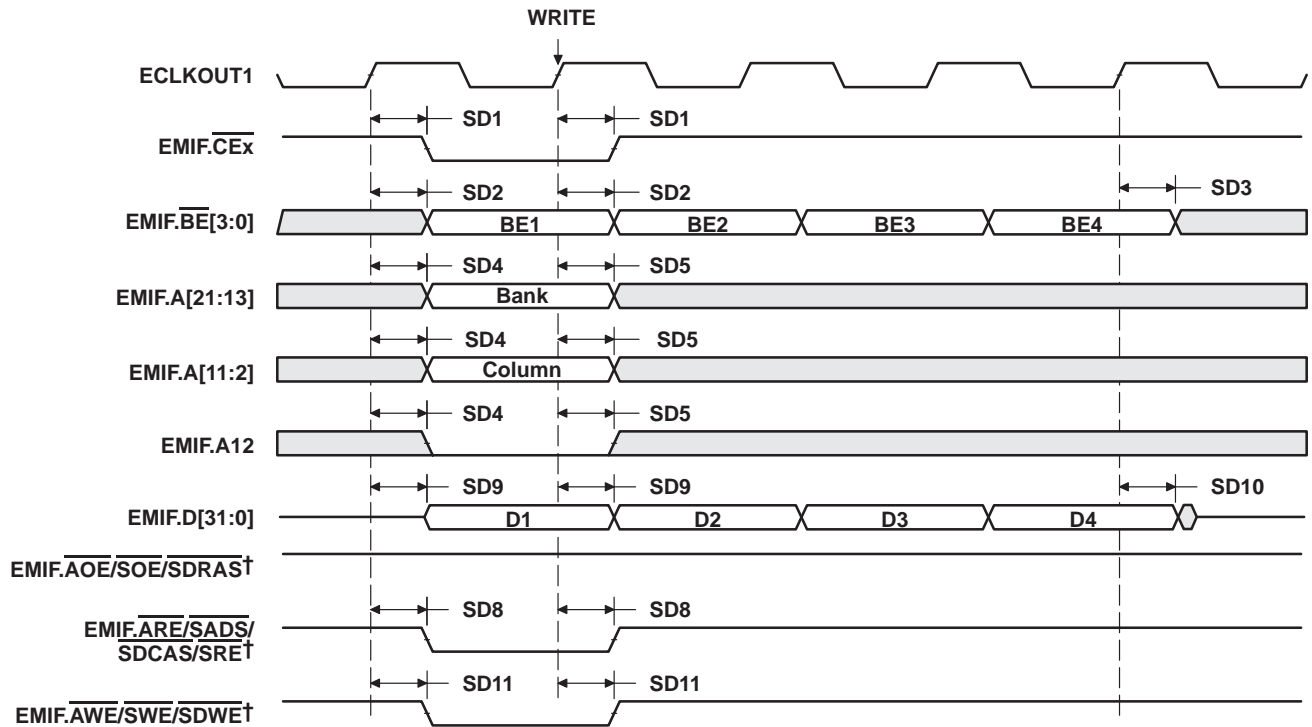 WRITE
ECLKOUT1
SD1 SD1
EMIF.CEx
SD2 SD2 SD3
EMIF.BE[3:0] BE1 BE2 BE3 BE4
SD4 SD5
EMIF.A[21:13] Bank
SD4 SD5
EMIF.A[11:2] Column
SD4 SD5
EMIF.A12
SD9 SD9 SD10
EMIF.D[31:0] D1 D2 D3 D4
EMIF.AOE/SOE/SDRAS†
SD8 SD8
EMIF.ARE/SADS/
SDCAS/SRE†
SD11 SD11
EMIF.AWE/SWE/SDWE†